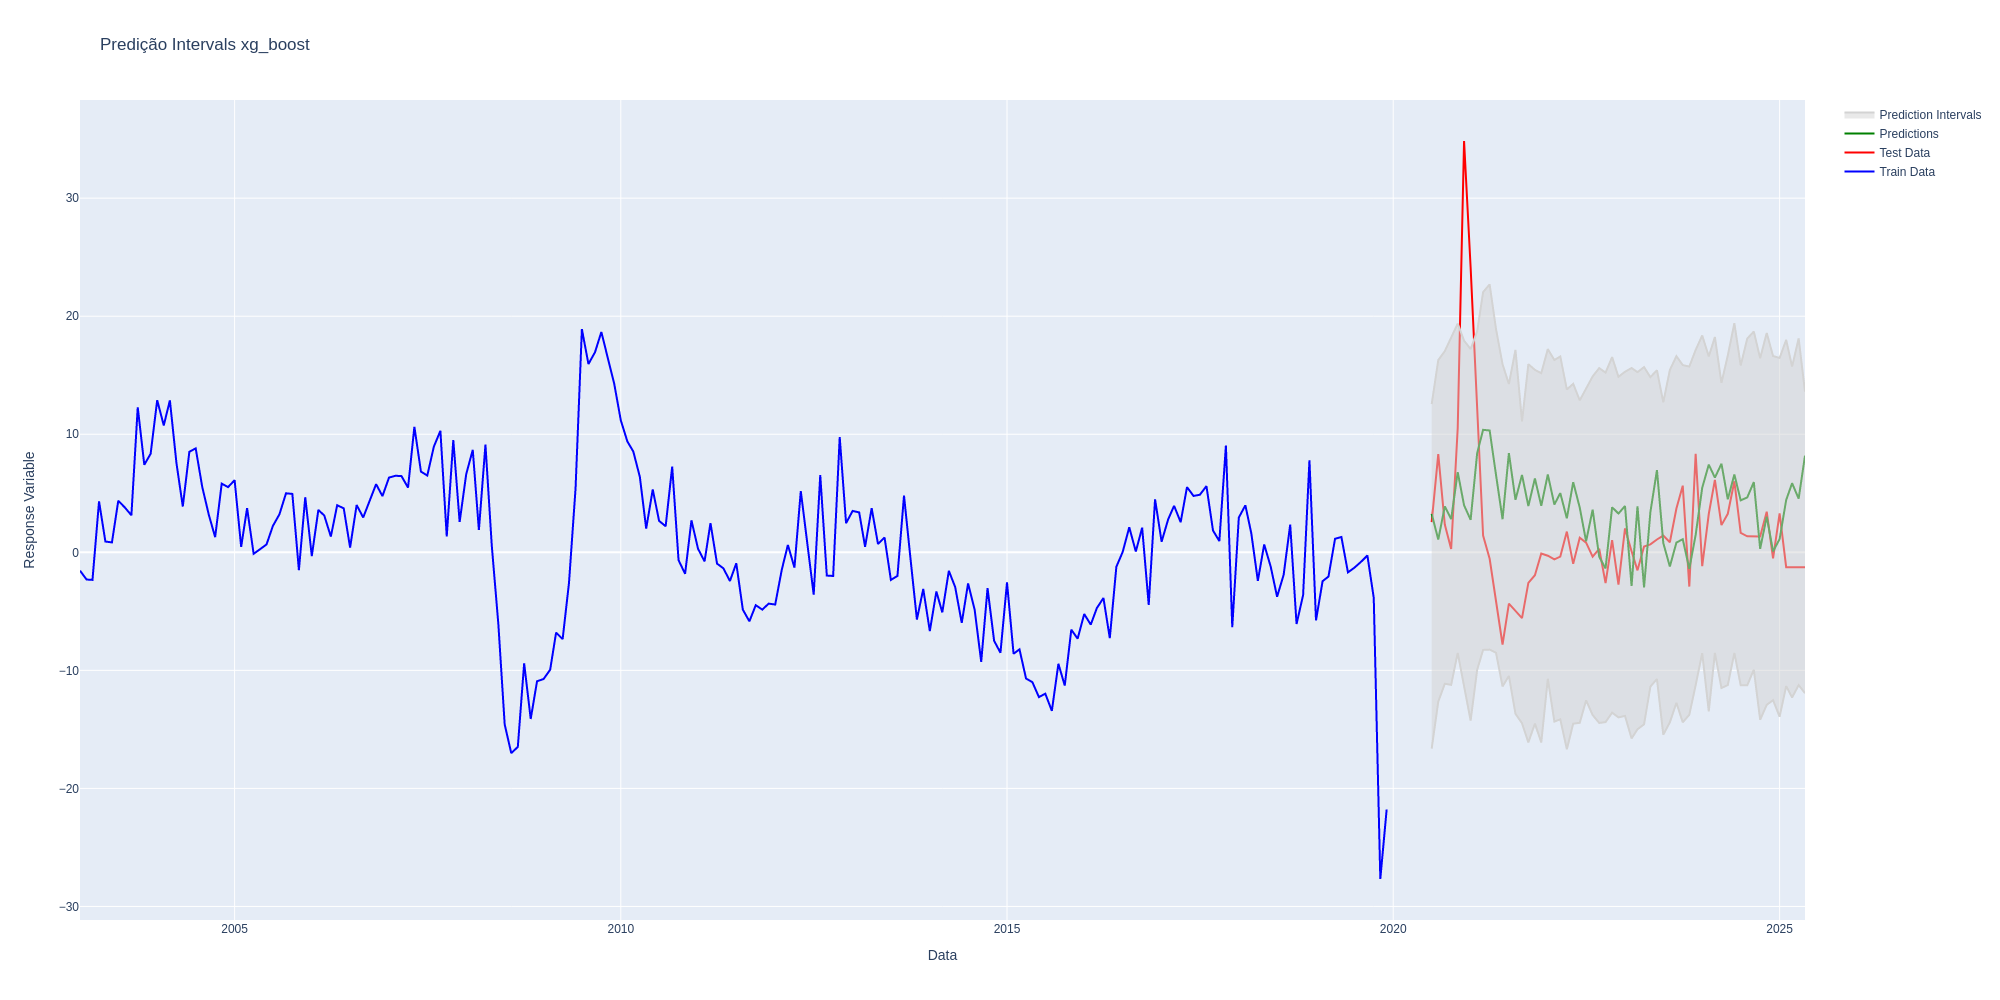 Predição Intervals xg_boost
Prediction Intervals
Predictions
Test Data
Train Data
Response Variable
30
20
10
0
−10
−20
−30
2005
2010
2015
2020
2025
Data